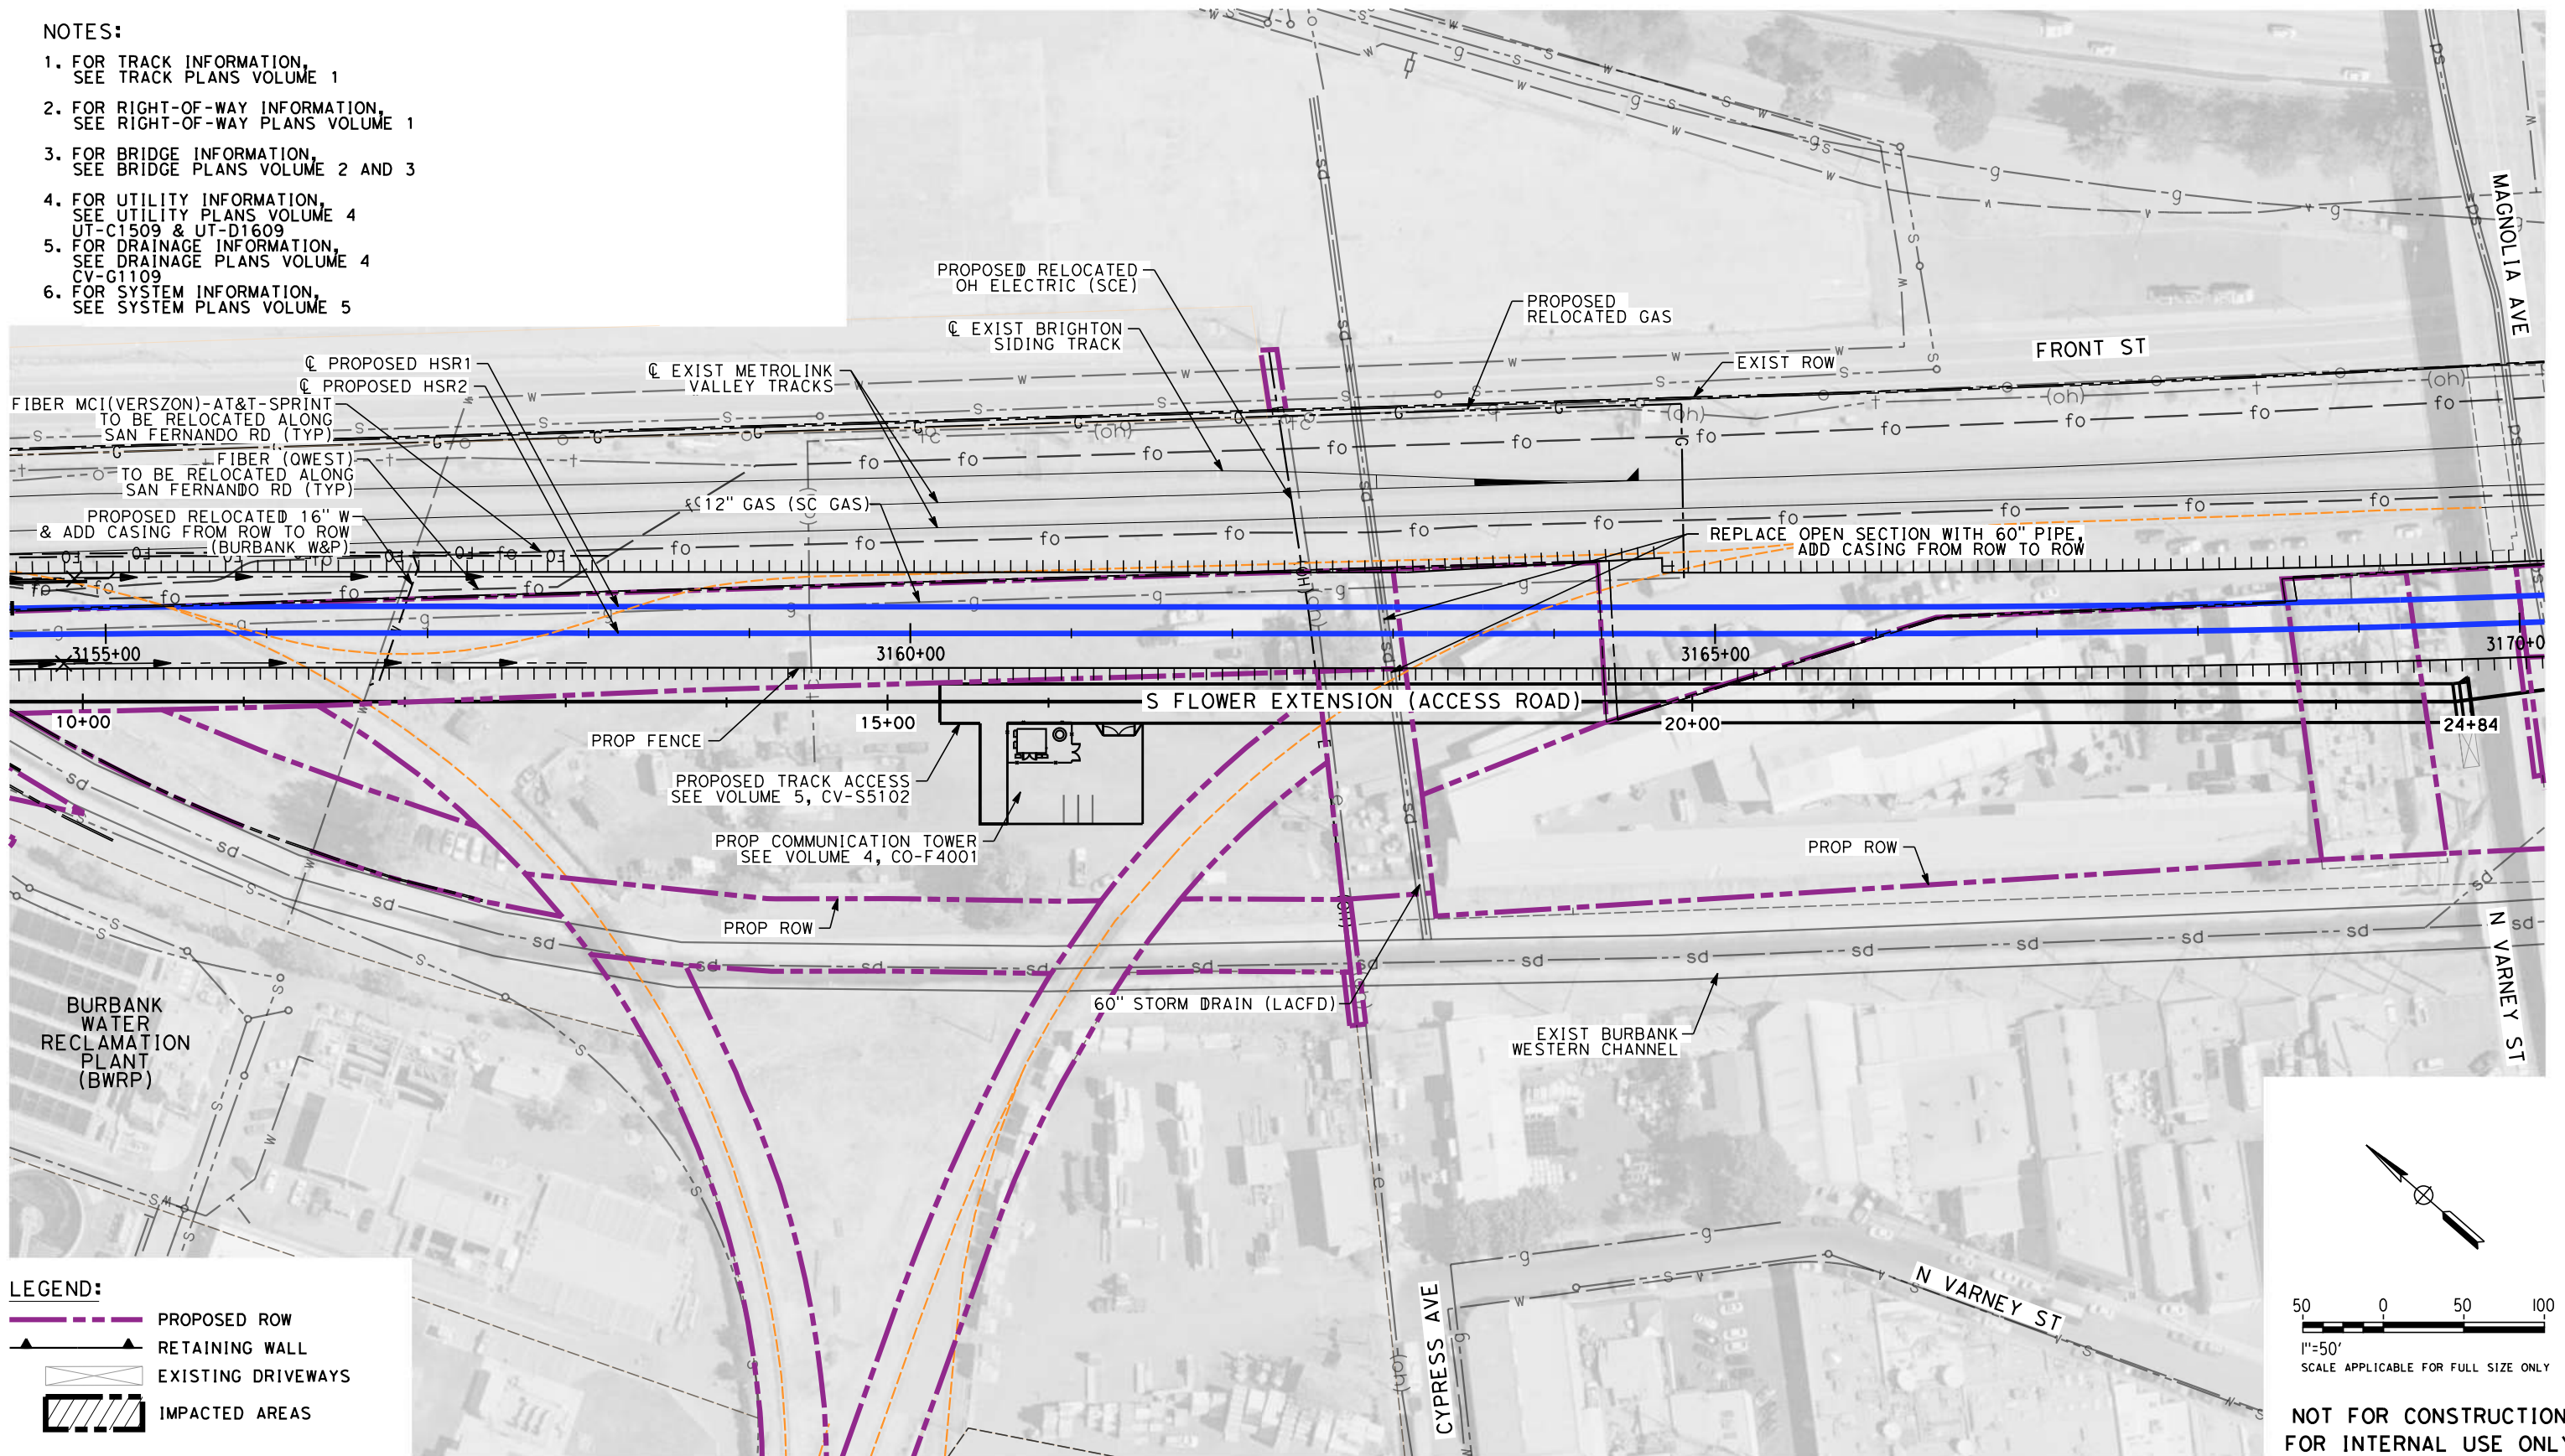 NOTES:
1. FOR TRACK INFORMATION,
SEE TRACK PLANS VOLUME 1
2. FOR RIGHT-OF-WAY INFORMATION,
SEE RIGHT-OF-WAY PLANS VOLUME 1
3. FOR BRIDGE INFORMATION,
SEE BRIDGE PLANS VOLUME 2 AND 3
4. FOR UTILITY INFORMATION,
SEE UTILITY PLANS VOLUME 4
UT-C1509 & UT-D1609
5. FOR DRAINAGE INFORMATION,
SEE DRAINAGE PLANS VOLUME 4
CV-G1109
6. FOR SYSTEM INFORMATION,
SEE SYSTEM PLANS VOLUME 5
MAGNOLIA AVE
PROPOSED RELOCATED
OH ELECTRIC (SCE)
PROPOSED
RELOCATED GAS
℄ EXIST BRIGHTON
SIDING TRACK
FRONT ST
EXIST ROW
℄ PROPOSED HSR1
℄ PROPOSED HSR2
℄ EXIST METROLINK
VALLEY TRACKS
FIBER MCI(VERSZON)-AT&T-SPRINT
TO BE RELOCATED ALONG
SAN FERNANDO RD (TYP)
FIBER (QWEST)
TO BE RELOCATED ALONG
SAN FERNANDO RD (TYP)
12" GAS (SC GAS)
PROPOSED RELOCATED 16" W
& ADD CASING FROM ROW TO ROW
(BURBANK W&P)
REPLACE OPEN SECTION WITH 60" PIPE,
ADD CASING FROM ROW TO ROW
3155+00
3160+00
3165+00
3170+0
S FLOWER EXTENSION (ACCESS ROAD)
10+00
15+00
20+00
24+84
PROP FENCE
PROPOSED TRACK ACCESS
SEE VOLUME 5, CV-S5102
PROP COMMUNICATION TOWER
SEE VOLUME 4, CO-F4001
PROP ROW
PROP ROW
60" STORM DRAIN (LACFD)
EXIST BURBANK
WESTERN CHANNEL
N VARNEY ST
BURBANK
WATER
RECLAMATION
PLANT
(BWRP)
CYPRESS AVE
N VARNEY ST
LEGEND:
PROPOSED ROW
RETAINING WALL
EXISTING DRIVEWAYS
IMPACTED AREAS
50 0 50 100
1"=50'
SCALE APPLICABLE FOR FULL SIZE ONLY
NOT FOR CONSTRUCTION
FOR INTERNAL USE ONLY